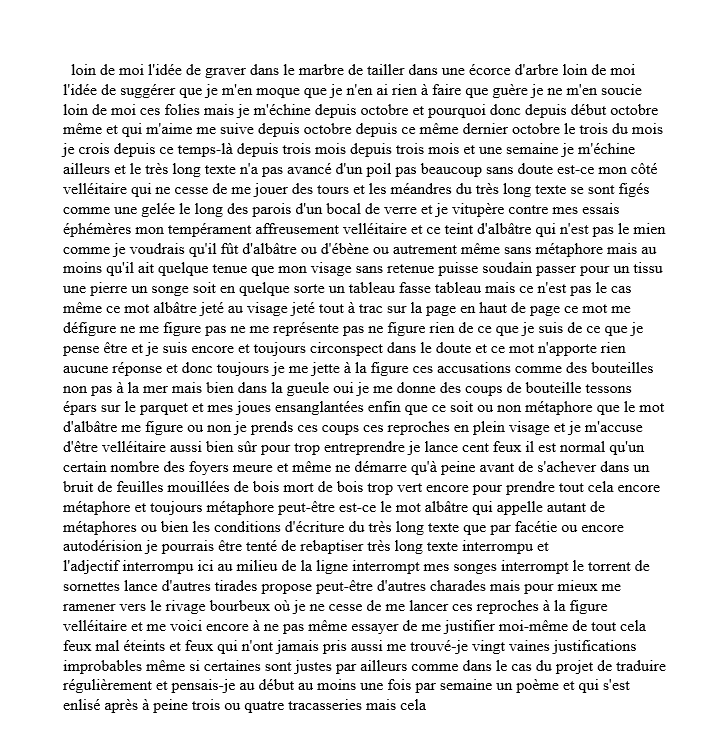 loin de moi l'idée de graver dans le marbre de tailler dans une écorce d'arbre loin de moi
l'idée de suggérer que je m'en moque que je n'en ai rien à faire que guère je ne m'en soucie
loin de moi ces folies mais je m'échine depuis octobre et pourquoi donc depuis début octobre
même et qui m'aime me suive depuis octobre depuis ce même dernier octobre le trois du mois
je crois depuis ce temps-là depuis trois mois depuis trois mois et une semaine je m'échine
ailleurs et le très long texte n'a pas avancé d'un poil pas beaucoup sans doute est-ce mon côté
velléitaire qui ne cesse de me jouer des tours et les méandres du très long texte se sont figés
comme une gelée le long des parois d'un bocal de verre et je vitupère contre mes essais
éphémères mon tempérament affreusement velléitaire et ce teint d'albâtre qui n'est pas le mien
comme je voudrais qu'il fût d'albâtre ou d'ébène ou autrement même sans métaphore mais au
moins qu'il ait quelque tenue que mon visage sans retenue puisse soudain passer pour un tissu
une pierre un songe soit en quelque sorte un tableau fasse tableau mais ce n'est pas le cas
même ce mot albâtre jeté au visage jeté tout à trac sur la page en haut de page ce mot me
défigure ne me figure pas ne me représente pas ne figure rien de ce que je suis de ce que je
pense être et je suis encore et toujours circonspect dans le doute et ce mot n'apporte rien
aucune réponse et donc toujours je me jette à la figure ces accusations comme des bouteilles
non pas à la mer mais bien dans la gueule oui je me donne des coups de bouteille tessons
épars sur le parquet et mes joues ensanglantées enfin que ce soit ou non métaphore que le mot
d'albâtre me figure ou non je prends ces coups ces reproches en plein visage et je m'accuse
d'être velléitaire aussi bien sûr pour trop entreprendre je lance cent feux il est normal qu'un
certain nombre des foyers meure et même ne démarre qu'à peine avant de s'achever dans un
bruit de feuilles mouillées de bois mort de bois trop vert encore pour prendre tout cela encore
métaphore et toujours métaphore peut-être est-ce le mot albâtre qui appelle autant de
métaphores ou bien les conditions d'écriture du très long texte que par facétie ou encore
autodérision je pourrais être tenté de rebaptiser très long texte interrompu et
l'adjectif interrompu ici au milieu de la ligne interrompt mes songes interrompt le torrent de
sornettes lance d'autres tirades propose peut-être d'autres charades mais pour mieux me
ramener vers le rivage bourbeux où je ne cesse de me lancer ces reproches à la figure
velléitaire et me voici encore à ne pas même essayer de me justifier moi-même de tout cela
feux mal éteints et feux qui n'ont jamais pris aussi me trouvé-je vingt vaines justifications
improbables même si certaines sont justes par ailleurs comme dans le cas du projet de traduire
régulièrement et pensais-je au début au moins une fois par semaine un poème et qui s'est
enlisé après à peine trois ou quatre tracasseries mais cela